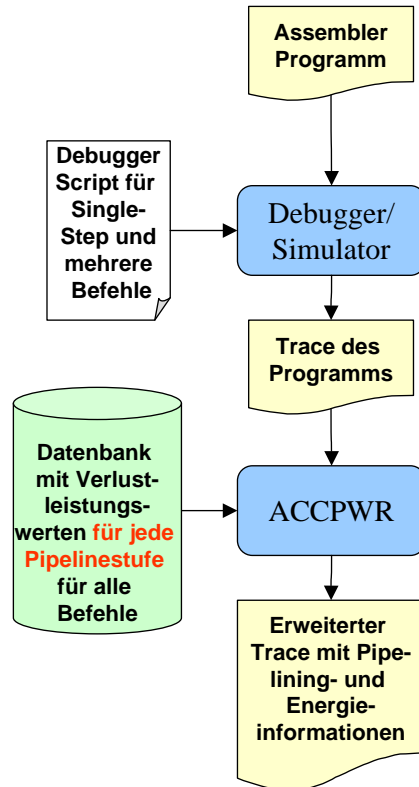 Assembler
Programm
Debugger
Script für
Single-
Step und
mehrere
Befehle
Debugger/
Simulator
Trace des
Programms
Datenbank
mit Verlust-
leistungs-
werten für jede
Pipelinestufe
für alle
Befehle
ACCPWR
Erweiterter
Trace mit Pipe-
lining- und
Energie-
informationen